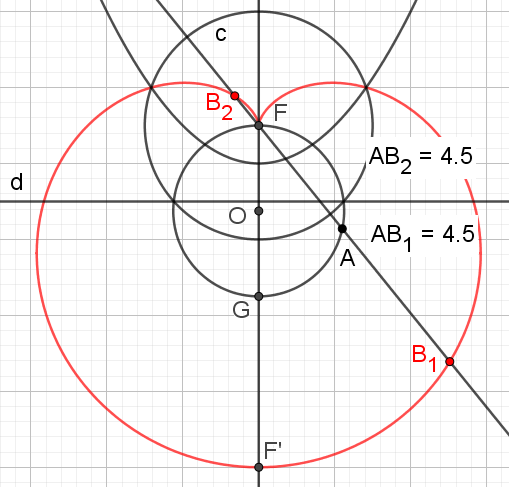 c
B₂
F
AB₂ = 4.5
d
O
AB₁ = 4.5
A
G
B₁
F'